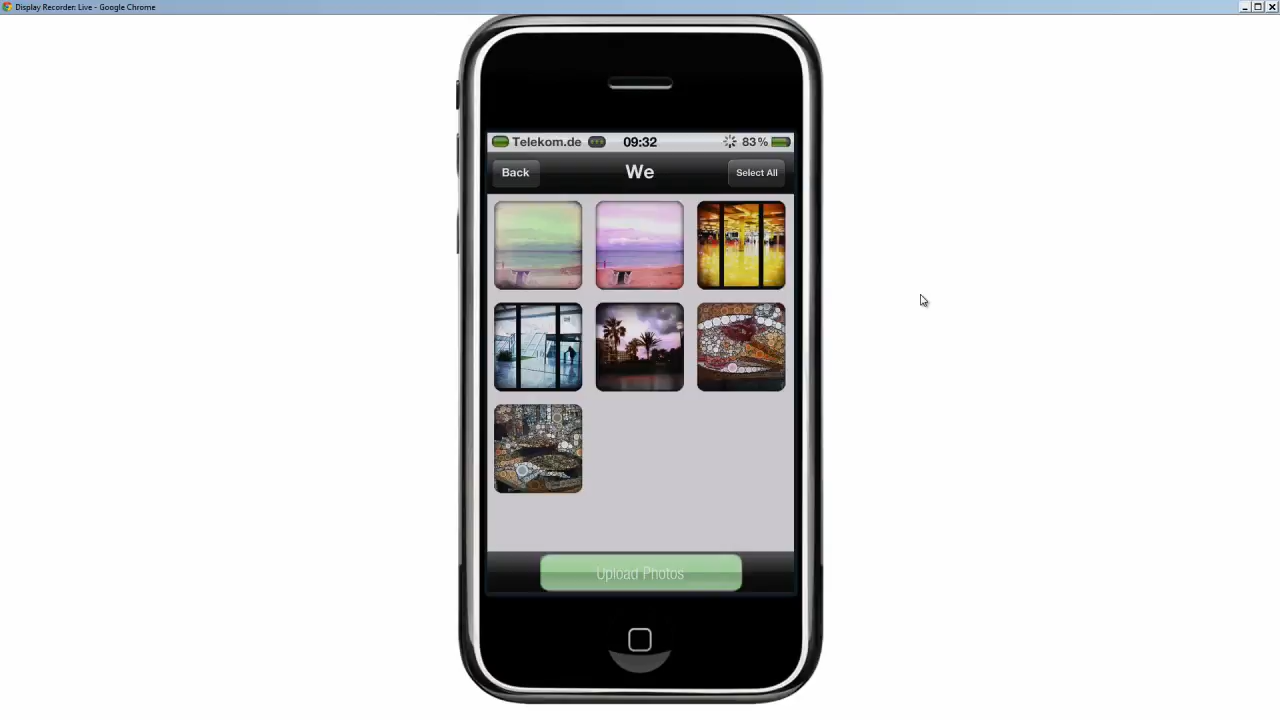 Display Recorder: Live - Google Chrome
Telekom.de 09:32 83%
Back We Select All
Upload Photos